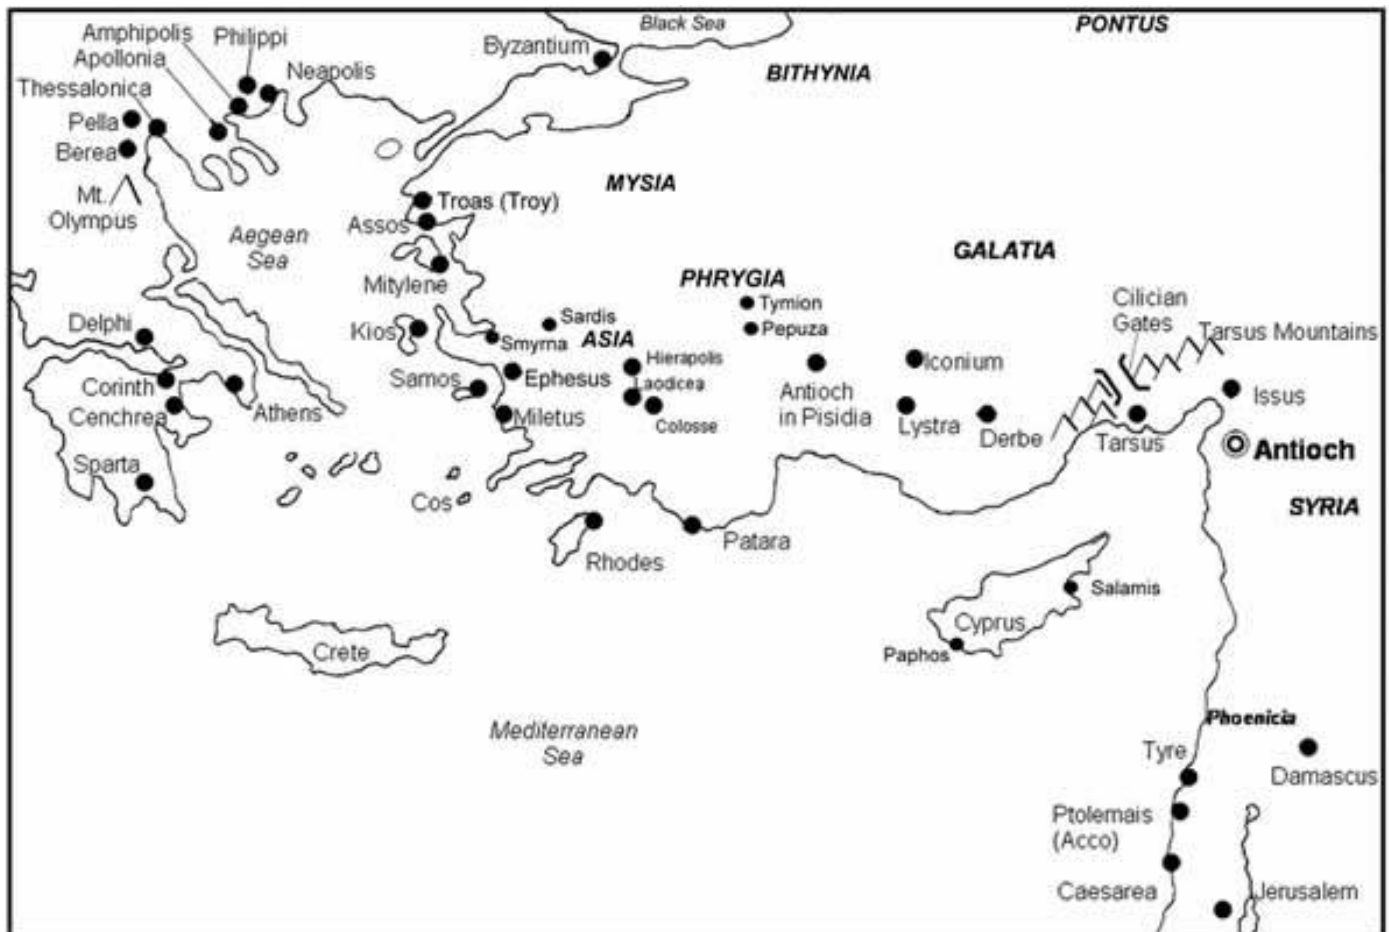 Black Sea
PONTUS
Amphipolis
Philippi
Byzantium
Apollonia
Neapolis
BITHYNIA
Thessalonica
Pella
Berea
MYSIA
Mt.
Olympus
Troas (Troy)
Assos
Aegean
Sea
GALATIA
PHRYGIA
Mitylene
Tymion
Cilician
Gates
Sardis
Delphi
Kios
Pepuza
Tarsus Mountains
Smyrna
ASIA
Hierapolis
Iconium
Corinth
Samos
Ephesus
Laodicea
Antioch
in Pisidia
Issus
Cenchrea
Athens
Miletus
Colosse
Lystra
Derbe
Tarsus
Antioch
Sparta
Cos
SYRIA
Patara
Rhodes
Salamis
Cyprus
Crete
Paphos
Phoenicia
Mediterranean
Sea
Tyre
Damascus
Ptolemais
(Acco)
Caesarea
Jerusalem